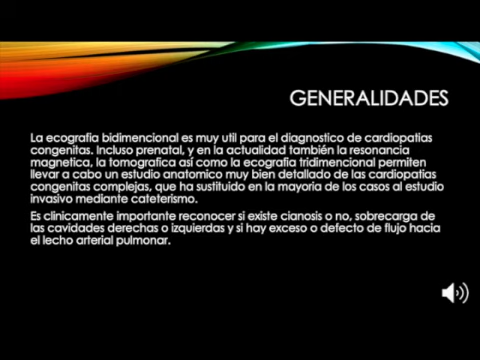 GENERALIDADES
La ecografia bidimencional es muy util para el diagnostico de cardiopatias
congenitas. Incluso prenatal, y en la actualidad también la resonancia
magnetica, la tomografica así como la ecografia tridimencional permiten
llevar a cabo un estudio anatomico muy bien detallado de las cardiopatias
congenitas complejas, que ha sustituido en la mayoria de los casos al estudio
invasivo mediante cateterismo.
Es clinicamente importante reconocer si existe cianosis o no, sobrecarga de
las cavidades derechas o izquierdas y si hay exceso o defecto de flujo hacia
el lecho arterial pulmonar.